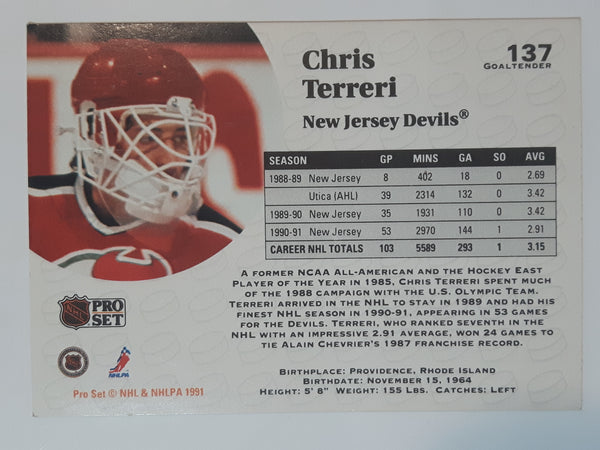 Chris
Terreri
New Jersey Devils®
137
GOALTENDER
SEASON GP MINS GA SO AVG
1988-89 New Jersey 8 402 18 0 2.69
Utica (AHL) 39 2314 132 0 3.42
1989-90 New Jersey 35 1931 110 0 3.42
1990-91 New Jersey 53 2970 144 1 2.91
CAREER NHL TOTALS 103 5589 293 1 3.15
A FORMER NCAA ALL-AMERICAN AND THE HOCKEY EAST
PLAYER OF THE YEAR IN 1985, CHRIS TERRERI SPENT MUCH
OF THE 1988 CAMPAIGN WITH THE U.S. OLYMPIC TEAM.
TERRERI ARRIVED IN THE NHL TO STAY IN 1989 AND HAD HIS
FINEST NHL SEASON IN 1990-91, APPEARING IN 53 GAMES
FOR THE DEVILS. TERRERI, WHO RANKED SEVENTH IN THE
NHL WITH AN IMPRESSIVE 2.91 AVERAGE, WON 24 GAMES TO
TIE ALAIN CHEVRIER'S 1987 FRANCHISE RECORD.
BIRTHPLACE: PROVIDENCE, RHODE ISLAND
BIRTHDATE: NOVEMBER 15, 1964
HEIGHT: 5' 8" WEIGHT: 155 LBS. CATCHES: LEFT
NHL
PRO
SET
NHLPA
Pro Set © NHL & NHLPA 1991